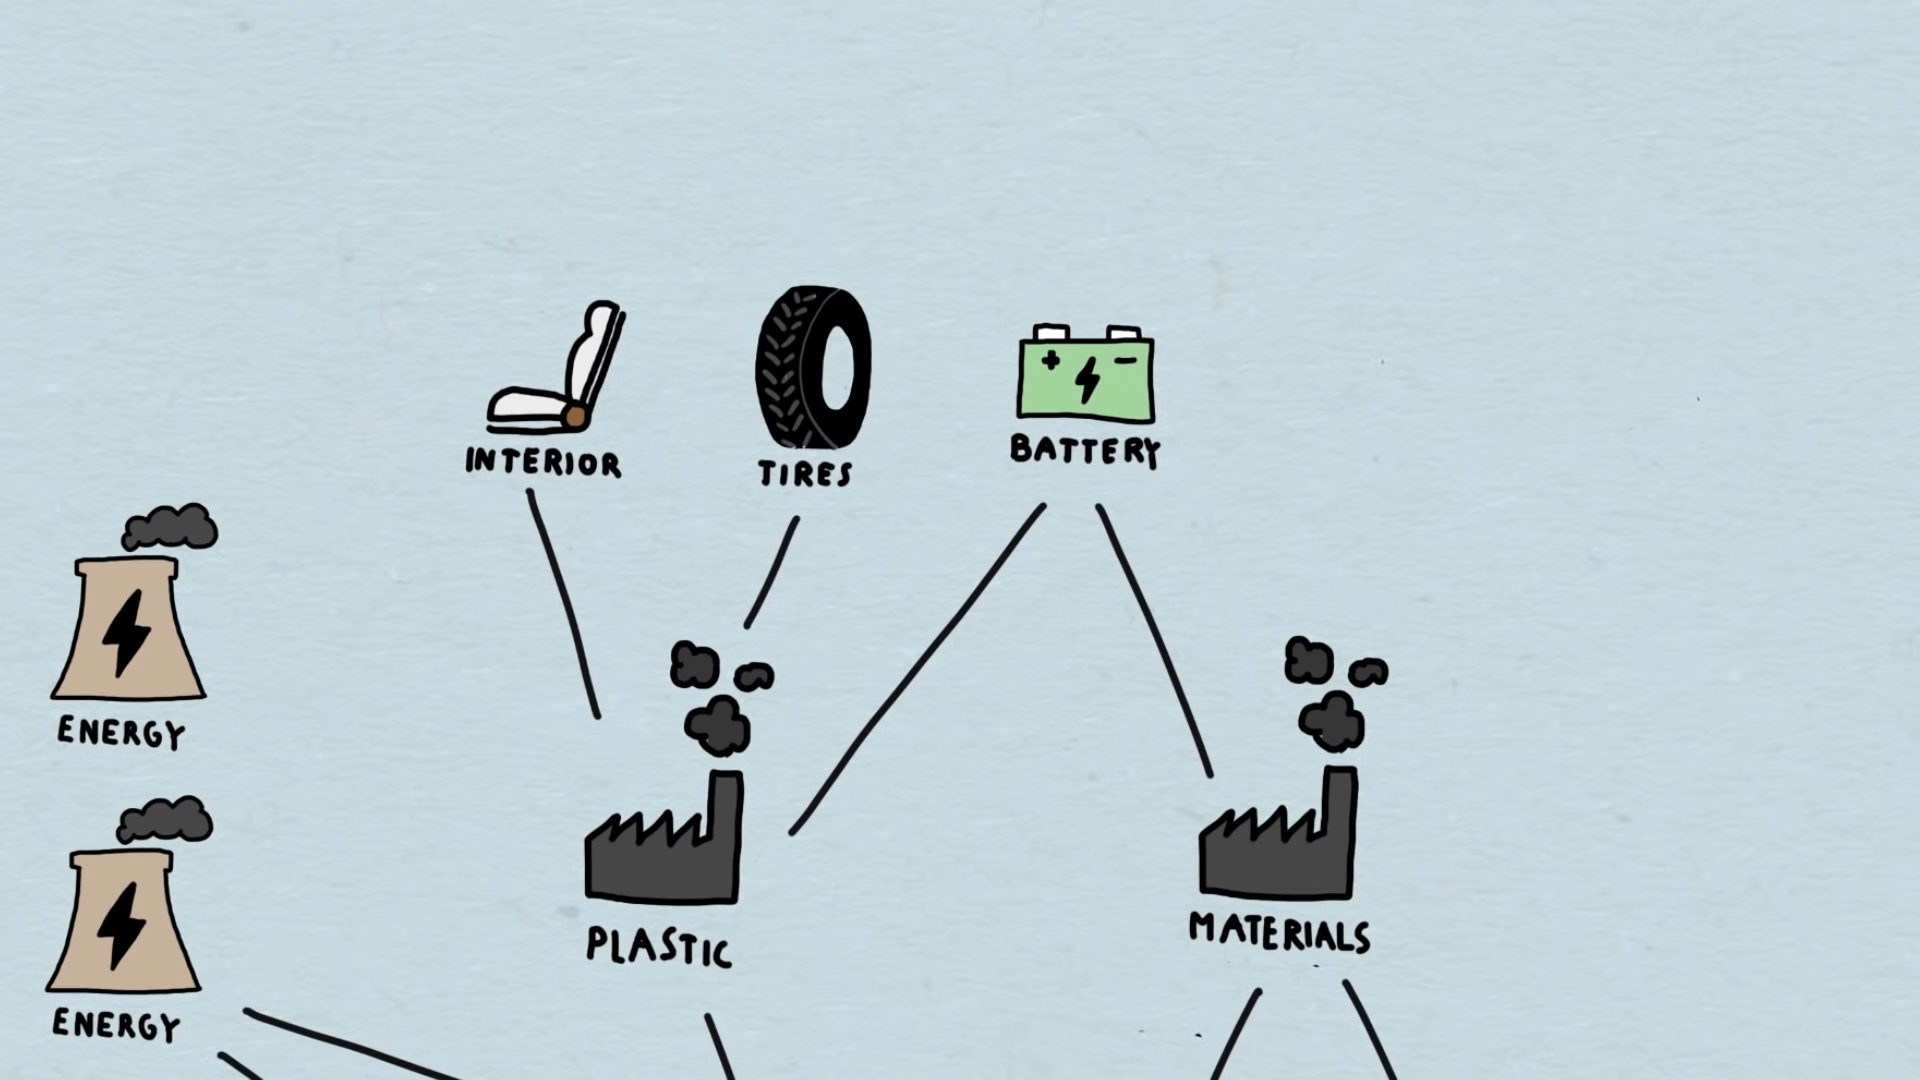 INTERIOR
TIRES
BATTERY
ENERGY
PLASTIC
MATERIALS
ENERGY